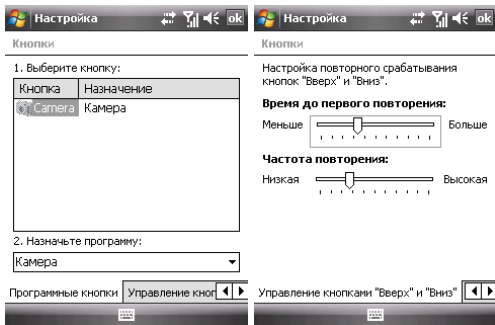 Настройка
ok
Кнопки
1. Выберите кнопку:
Кнопка Назначение
Camera Камера
2. Назначьте программу:
Камера
Программные кнопки Управление кноп
Настройка
ok
Кнопки
Настройка повторного срабатывания
кнопок "Вверх" и "Вниз".
Время до первого повторения:
Меньше Больше
Частота повторения:
Низкая Высокая
Управление кнопками "Вверх" и "Вниз"